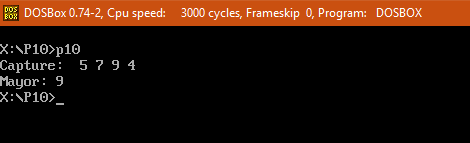 DOSBox 0.74-2, Cpu speed:    3000 cycles, Frameskip  0, Program:   DOSBOX
X:\P10>p10
Capture:  5 7 9 4
Mayor: 9
X:\P10>_